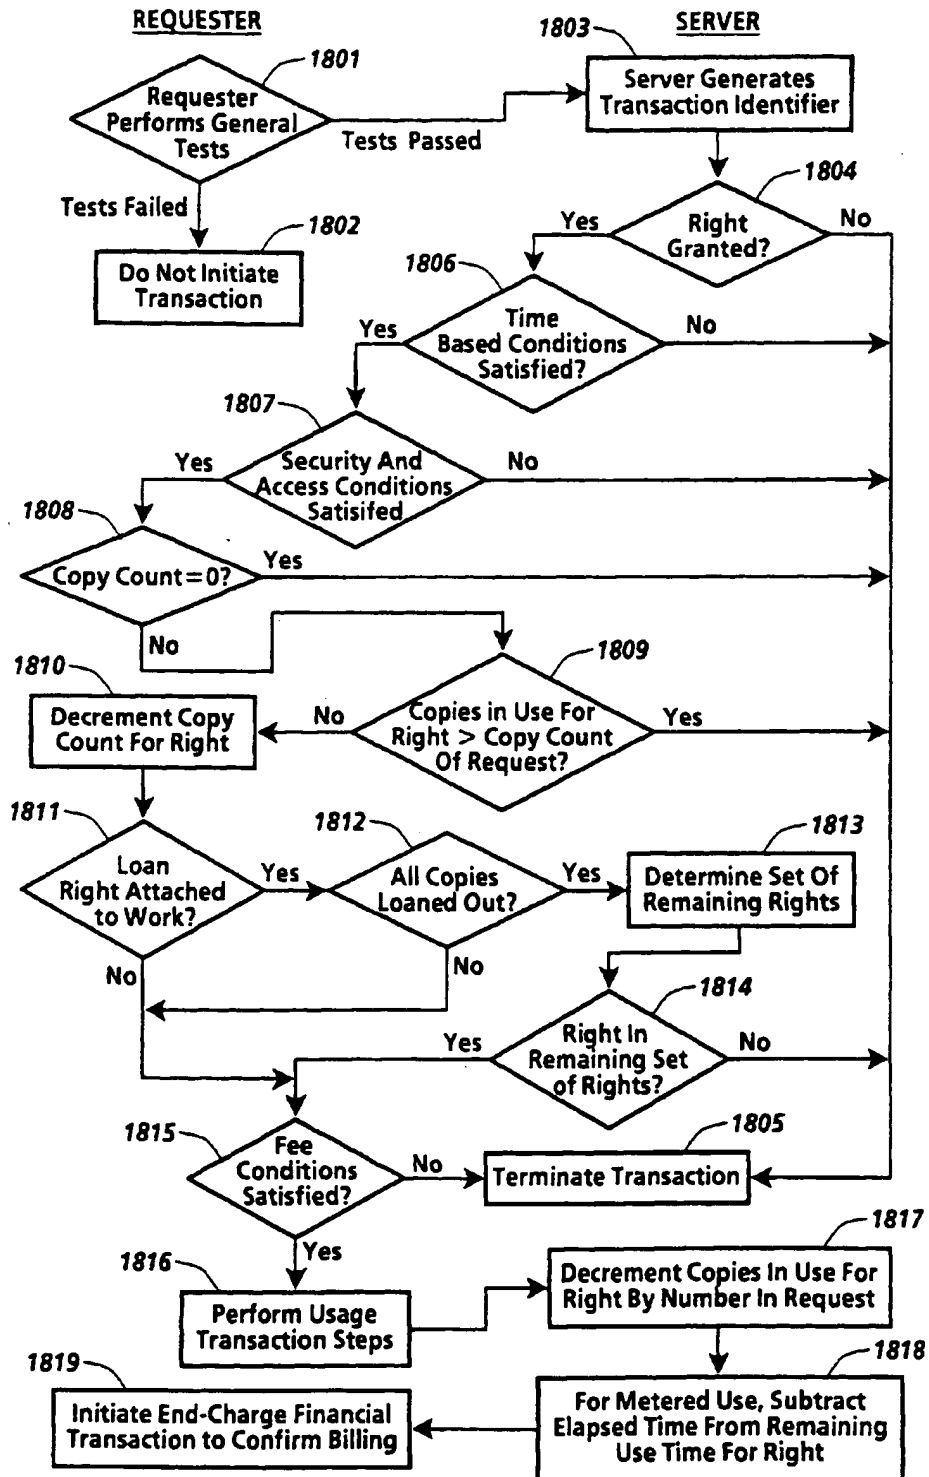 REQUESTER
SERVER
1801
1803
Requester
Performs General
Tests
Server Generates
Transaction Identifier
Tests Passed
Tests Failed
1802
Do Not Initiate
Transaction
1804
Right
Granted?
Yes
No
1806
Time
Based Conditions
Satisfied?
Yes
No
1807
Security And
Access Conditions
Satisifed
Yes
No
1808
Copy Count=0?
Yes
No
1809
Copies in Use For
Right > Copy Count
Of Request?
No
Yes
1810
Decrement Copy
Count For Right
1811
Loan
Right Attached
to Work?
Yes
No
1812
All Copies
Loaned Out?
Yes
No
1813
Determine Set Of
Remaining Rights
1814
Right In
Remaining Set
of Rights?
Yes
No
1815
Fee
Conditions
Satisfied?
No
Yes
1805
Terminate Transaction
1816
Perform Usage
Transaction Steps
1817
Decrement Copies In Use For
Right By Number In Request
1818
For Metered Use, Subtract
Elapsed Time From Remaining
Use Time For Right
1819
Initiate End-Charge Financial
Transaction to Confirm Billing